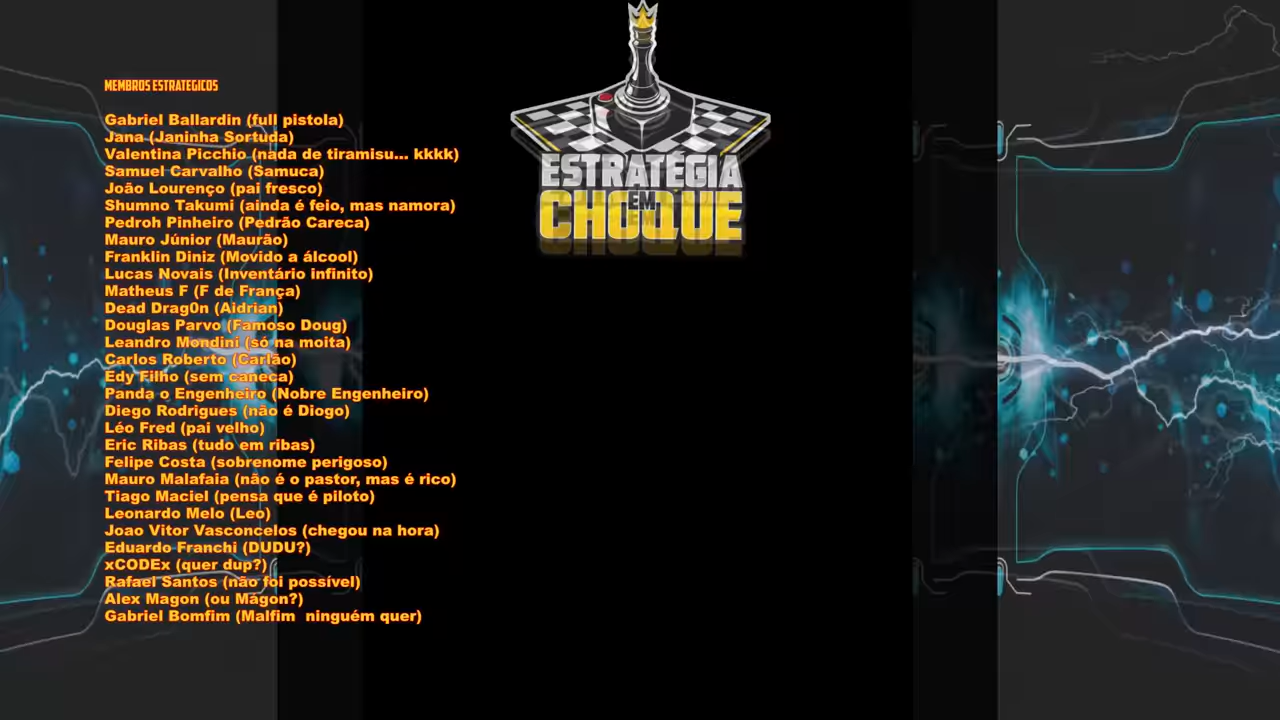 MEMBROS ESTRATEGICOS
Gabriel Ballardin (full pistola)
Jana (Janinha Sortuda)
Valentina Picchio (nada de tiramisu... kkkk)
Samuel Carvalho (Samuca)
João Lourenço (pai fresco)
Shumno Takumi (ainda é feio, mas namora)
Pedroh Pinheiro (Pedrão Careca)
Mauro Júnior (Maurão)
Franklin Diniz (Movido a álcool)
Lucas Novais (Inventário infinito)
Matheus F (F de França)
Dead Drag0n (Aidrian)
Douglas Parvo (Famoso Doug)
Leandro Mondini (só na moita)
Carlos Roberto (Carlão)
Edy Filho (sem caneca)
Panda o Engenheiro (Nobre Engenheiro)
Diego Rodrigues (não é Diogo)
Léo Fred (pai velho)
Eric Ribas (tudo em ribas)
Felipe Costa (sobrenome perigoso)
Mauro Malafaia (não é o pastor, mas é rico)
Tiago Maciel (pensa que é piloto)
Leonardo Melo (Leo)
Joao Vitor Vasconcelos (chegou na hora)
Eduardo Franchi (DUDU?)
xCODEx (quer dup?)
Rafael Santos (não foi possível)
Alex Magon (ou Mágon?)
Gabriel Bomfim (Malfim  ninguém quer)
ESTRATÉGIA
EM
CHOQUE